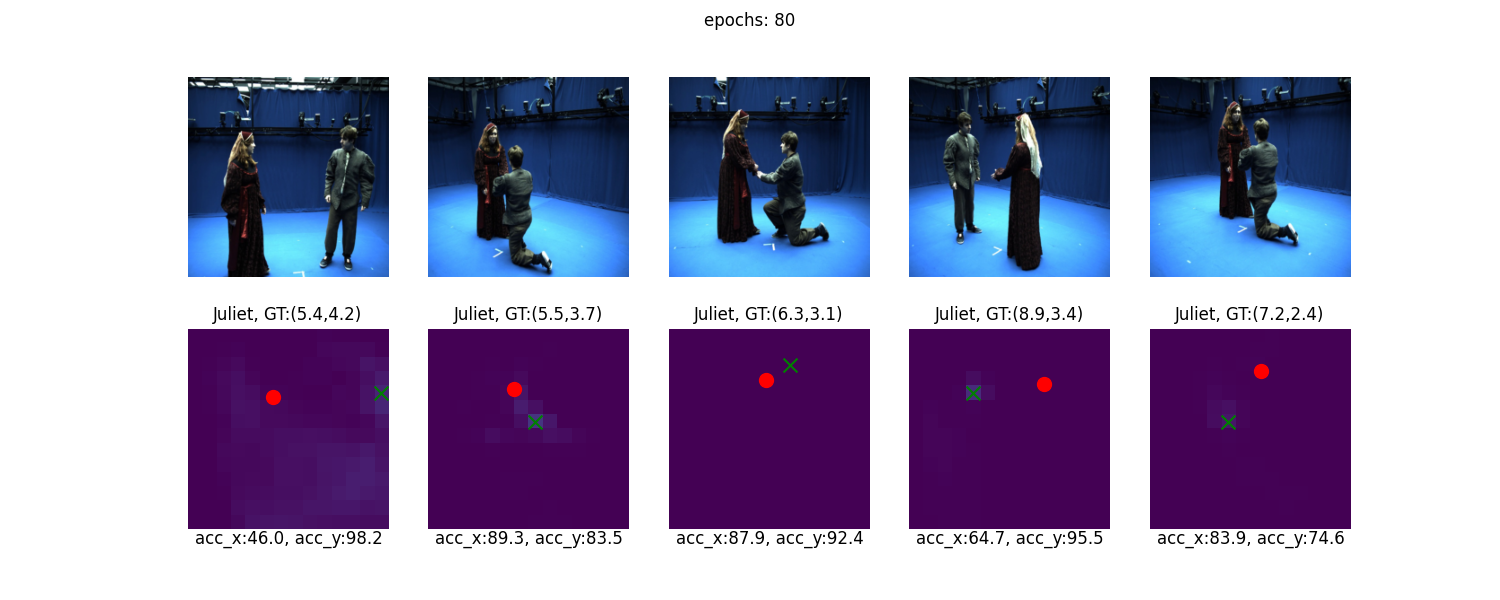 epochs: 80
Juliet, GT:(5.4,4.2)
Juliet, GT:(5.5,3.7)
Juliet, GT:(6.3,3.1)
Juliet, GT:(8.9,3.4)
Juliet, GT:(7.2,2.4)
acc_x:46.0, acc_y:98.2
acc_x:89.3, acc_y:83.5
acc_x:87.9, acc_y:92.4
acc_x:64.7, acc_y:95.5
acc_x:83.9, acc_y:74.6